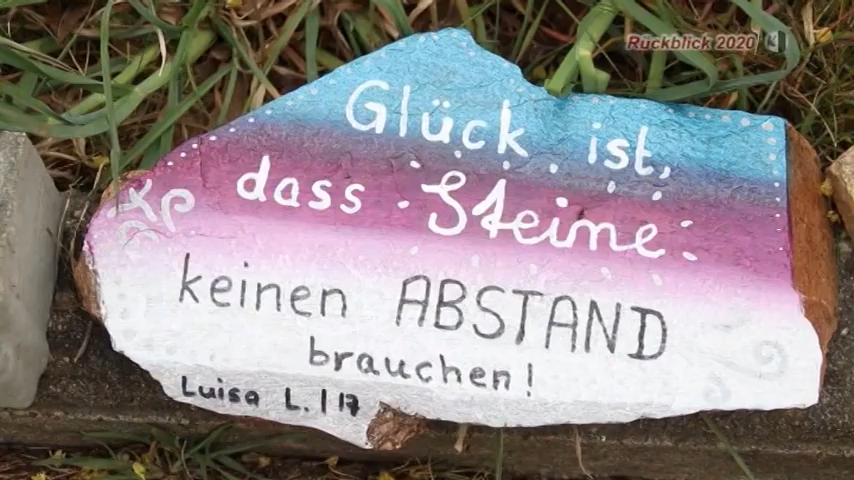 Rückblick 2020
Glück ist,
dass Steine
keinen ABSTAND
brauchen!
Luisa L. | 17